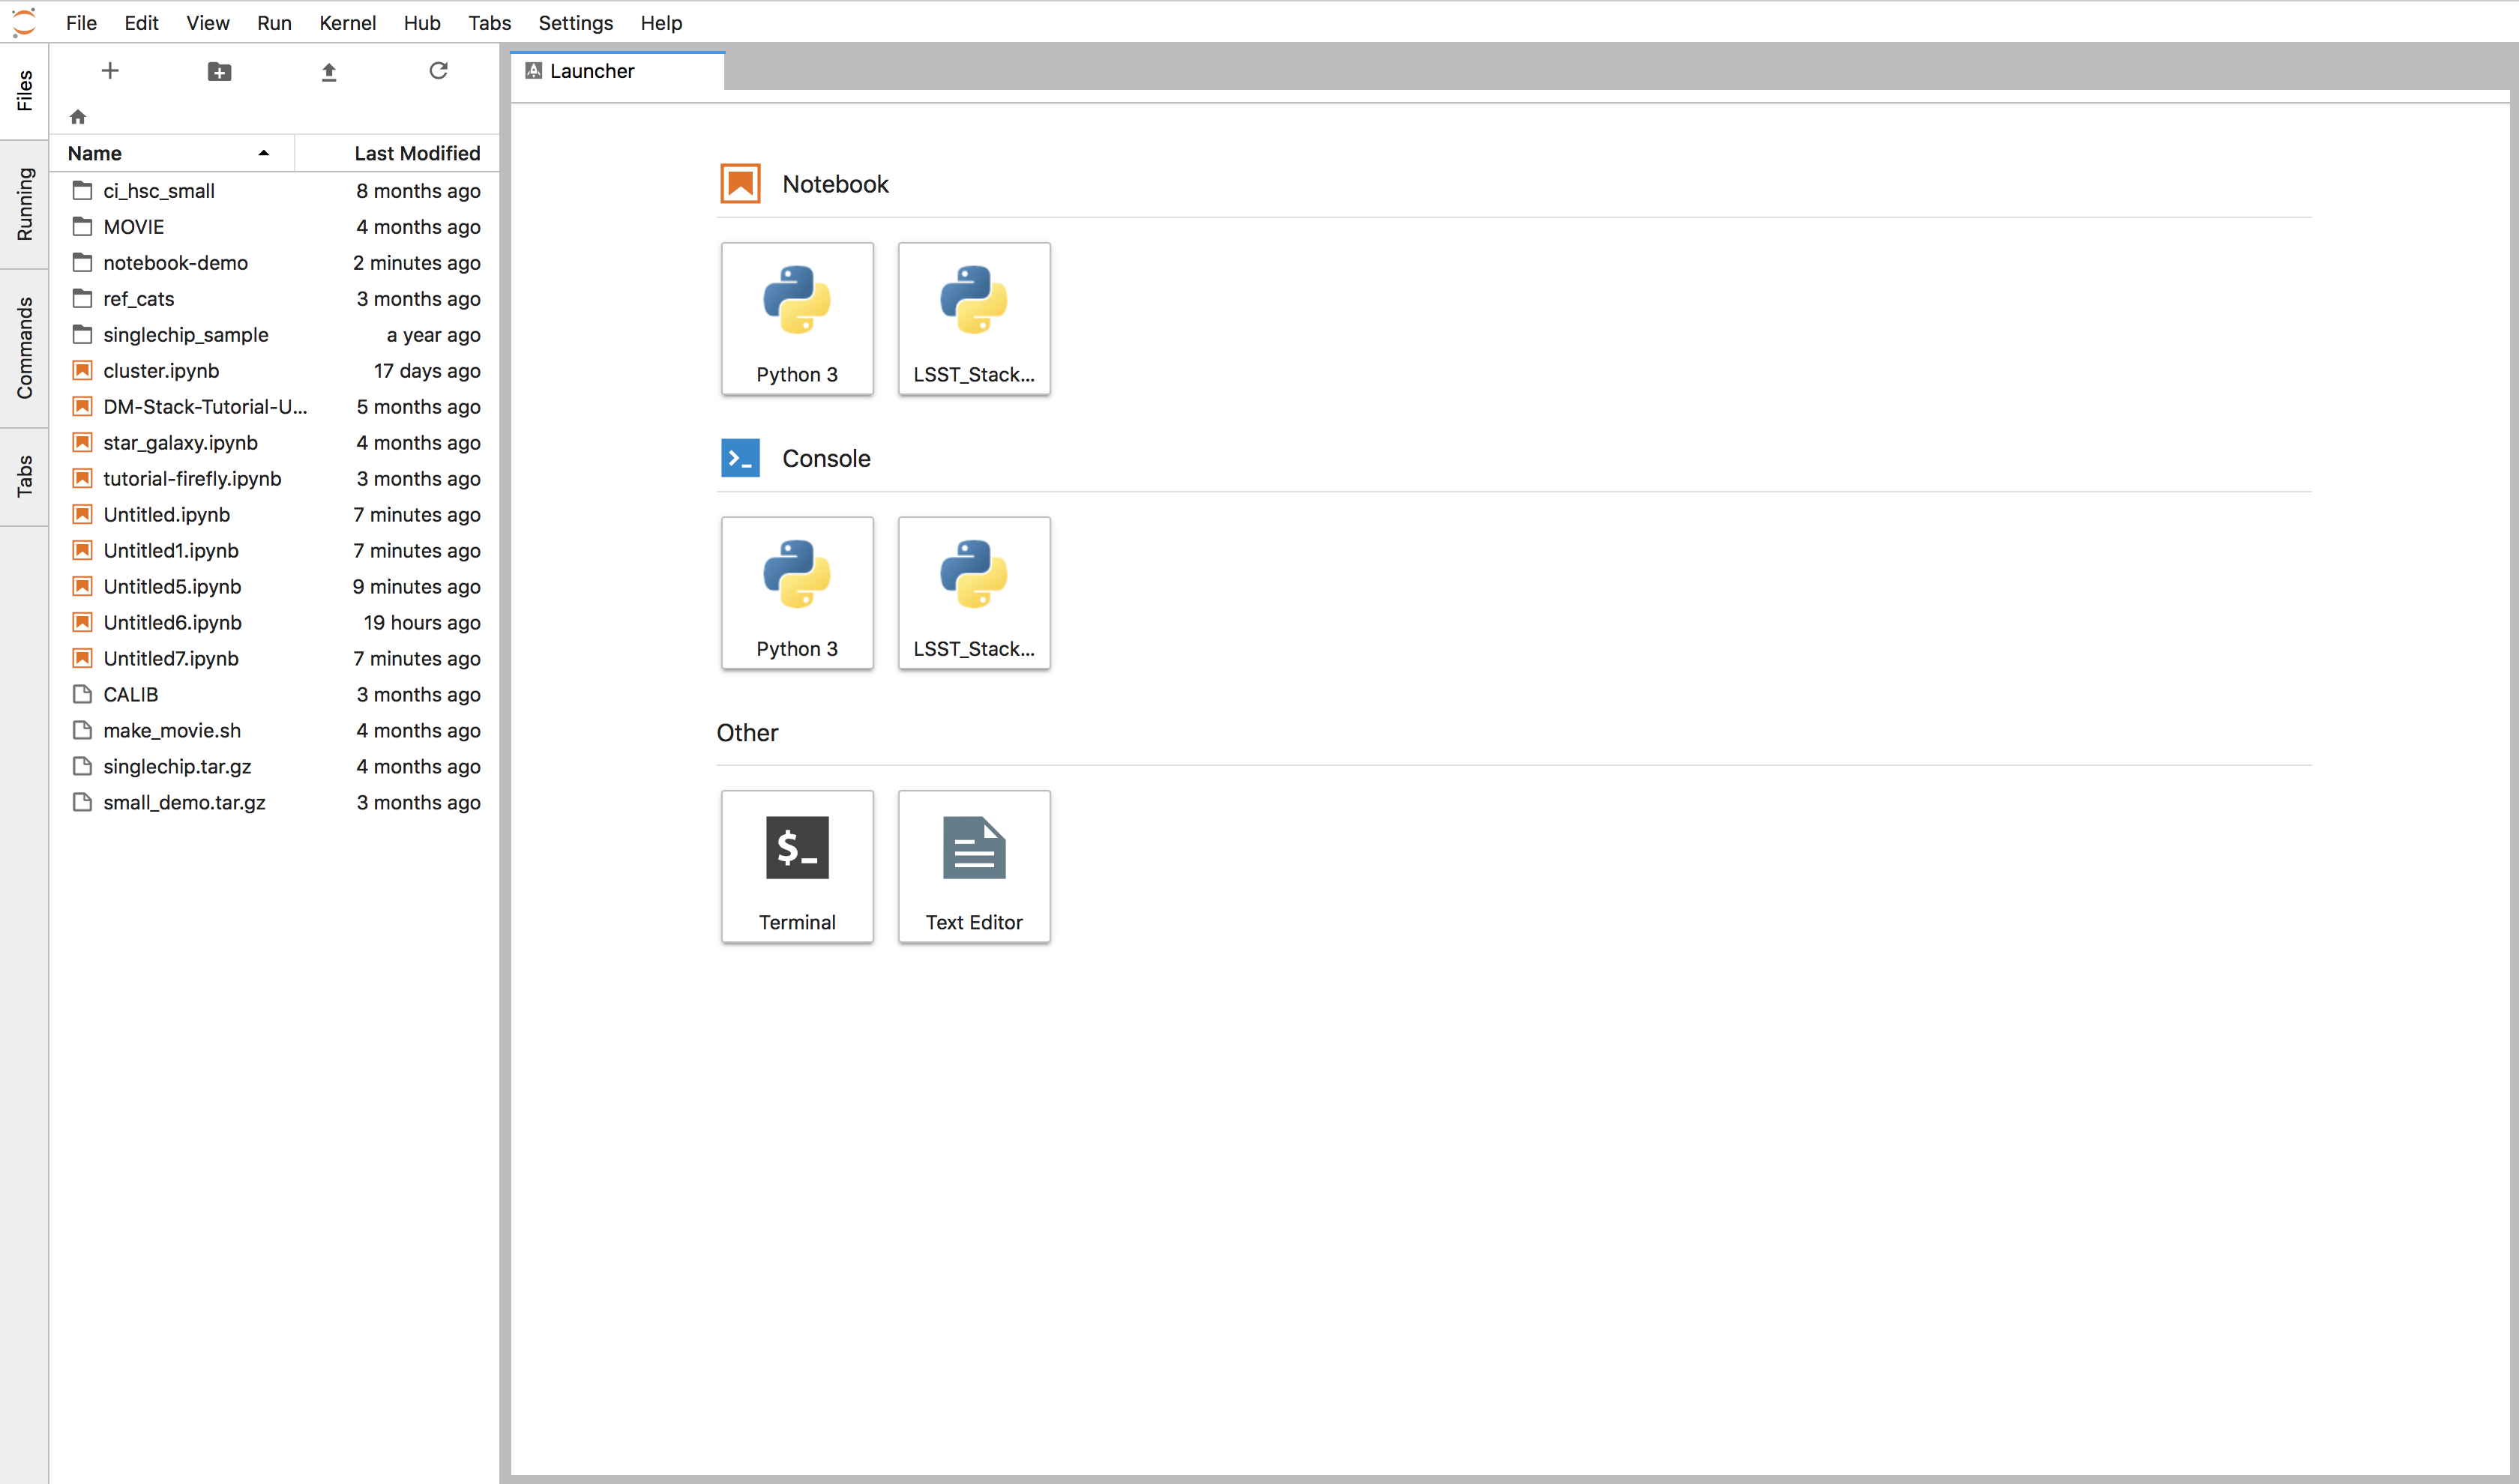 File Edit View Run Kernel Hub Tabs Settings Help
Files
Running
Commands
Tabs
Name Last Modified
ci_hsc_small 8 months ago
MOVIE 4 months ago
notebook-demo 2 minutes ago
ref_cats 3 months ago
singlechip_sample a year ago
cluster.ipynb 17 days ago
DM-Stack-Tutorial-U... 5 months ago
star_galaxy.ipynb 4 months ago
tutorial-firefly.ipynb 3 months ago
Untitled.ipynb 7 minutes ago
Untitled1.ipynb 7 minutes ago
Untitled5.ipynb 9 minutes ago
Untitled6.ipynb 19 hours ago
Untitled7.ipynb 7 minutes ago
CALIB 3 months ago
make_movie.sh 4 months ago
singlechip.tar.gz 4 months ago
small_demo.tar.gz 3 months ago
Launcher
Notebook
Python 3 LSST_Stack...
Console
Python 3 LSST_Stack...
Other
$_
Terminal Text Editor